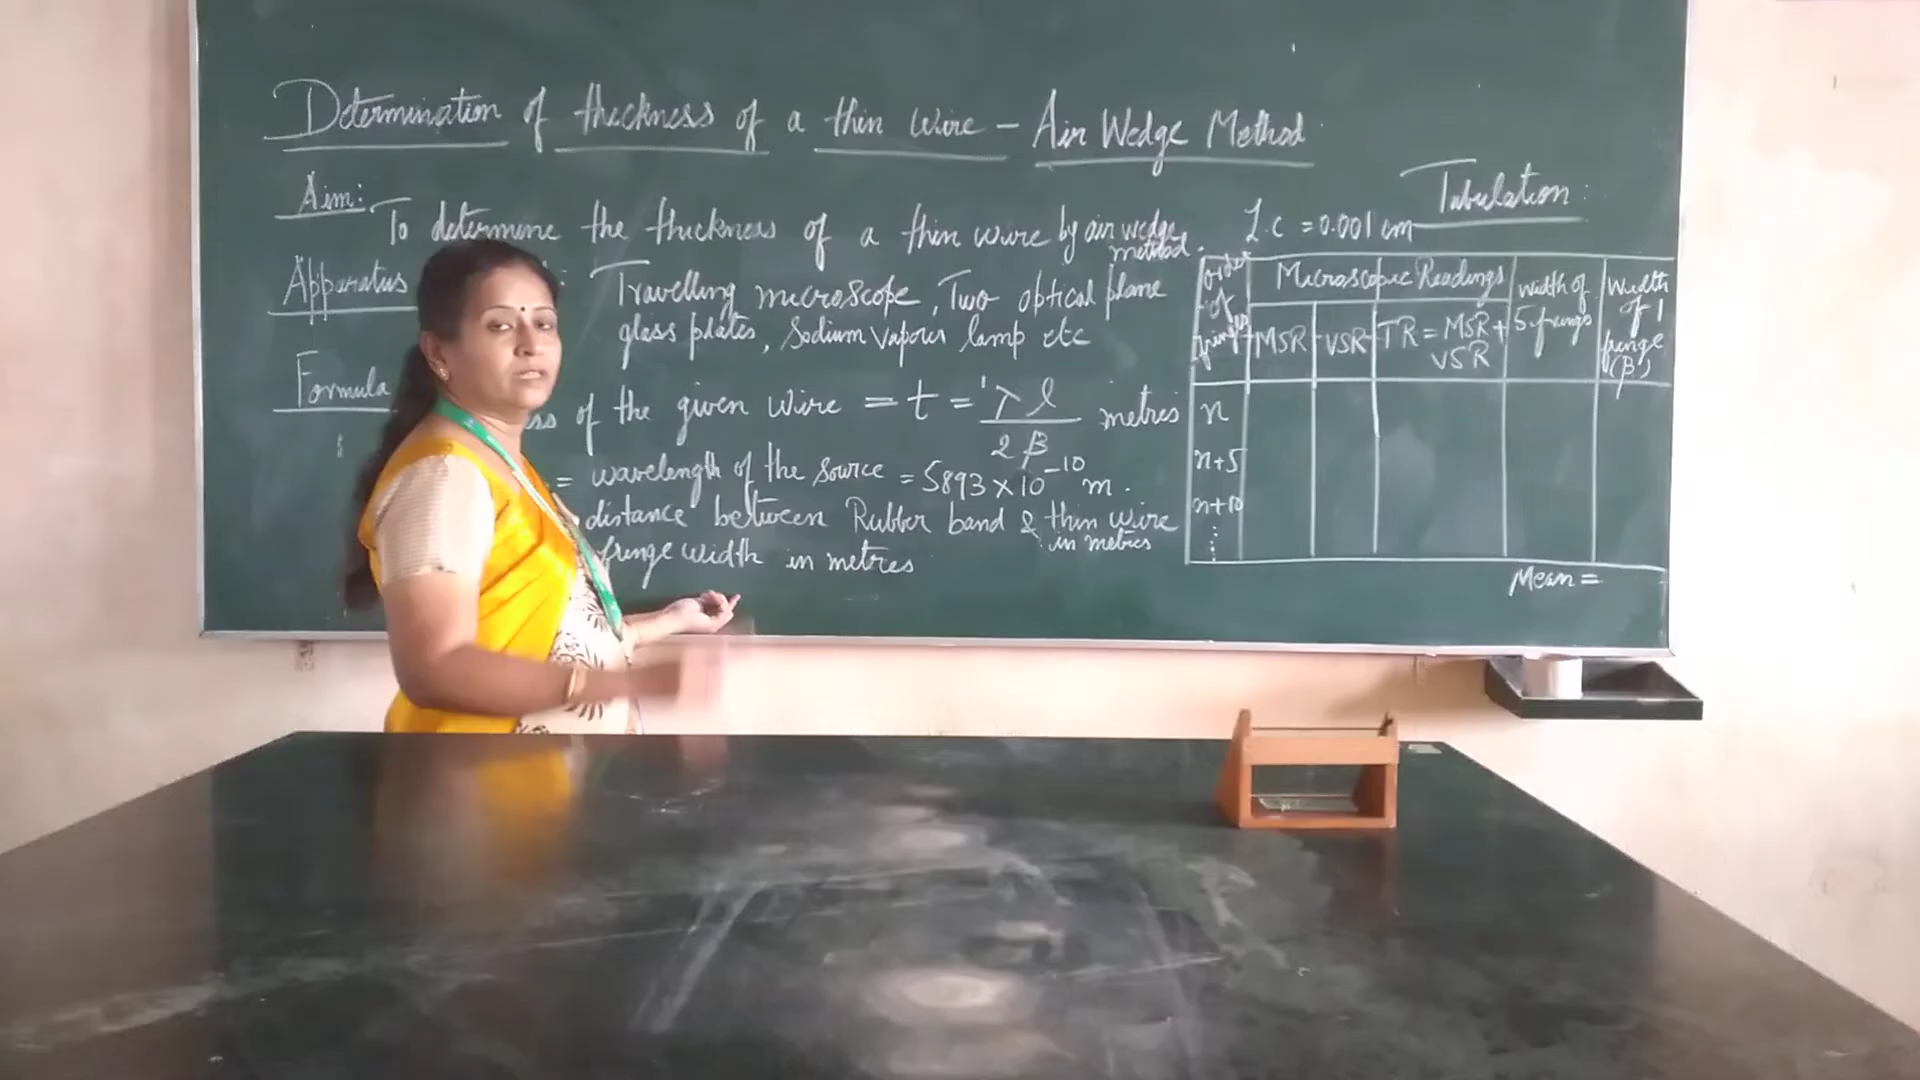 Determination of thickness of a thin wire – Air Wedge Method
Aim:
To determine the thickness of a thin wire by air wedge
method.
Apparatus :
Travelling microscope, Two optical plane
glass plates, Sodium vapour lamp etc
Formula
ss of the given wire = t = λ l / 2 β metres
= wavelength of the source = 5893 × 10⁻¹⁰ m.
distance between Rubber band & thin wire
in metres
fringe width in metres
Tabulation:
L.c = 0.001 cm
order of fringes
Microscopic Readings
width of 5 frings
Width of 1 fringe (β)
MSR
VSR
TR = MSR + VSR
n
n+5
n+10
⋮
Mean =